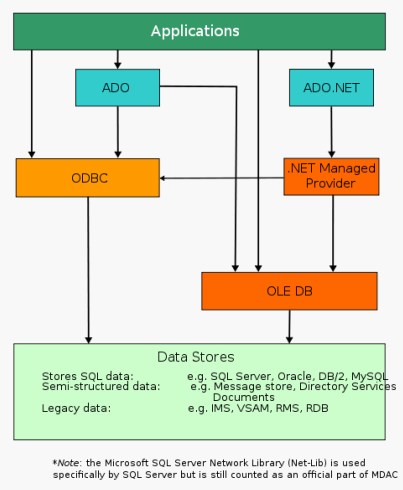 Applications
ADO
ADO.NET
ODBC
.NET Managed
Provider
OLE DB
Data Stores
Stores SQL data: e.g. SQL Server, Oracle, DB/2, MySQL
Semi-structured data: e.g. Message store, Directory Services
Documents
Legacy data: e.g. IMS, VSAM, RMS, RDB
*Note: the Microsoft SQL Server Network Library (Net-Lib) is used
specifically by SQL Server but is still counted as an official part of MDAC